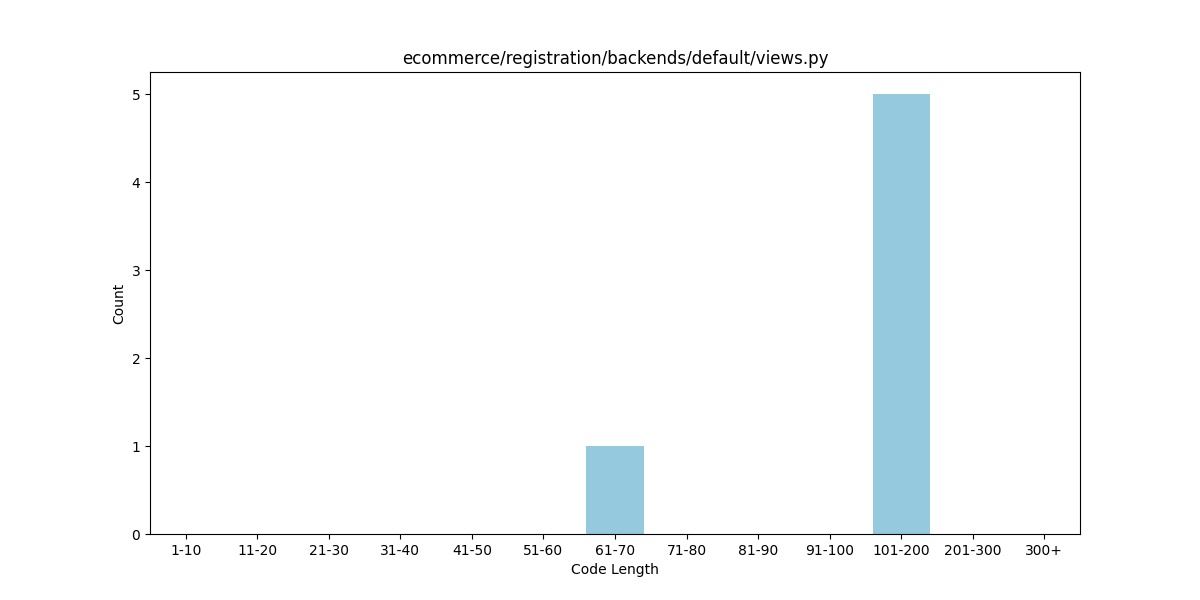 ecommerce/registration/backends/default/views.py
Count
5
4
3
2
1
0
1-10 11-20 21-30 31-40 41-50 51-60 61-70 71-80 81-90 91-100 101-200 201-300 300+
Code Length